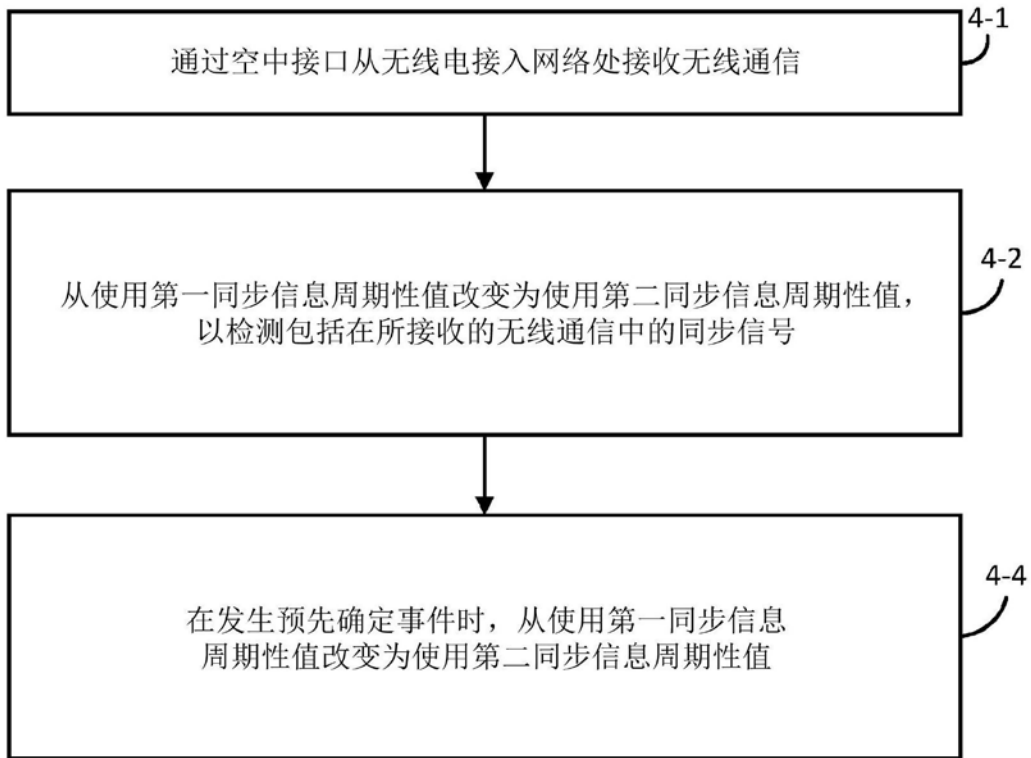 4-1
通过空中接口从无线电接入网络处接收无线通信
4-2
从使用第一同步信息周期性值改变为使用第二同步信息周期性值，
以检测包括在所接收的无线通信中的同步信号
4-4
在发生预先确定事件时，从使用第一同步信息
周期性值改变为使用第二同步信息周期性值